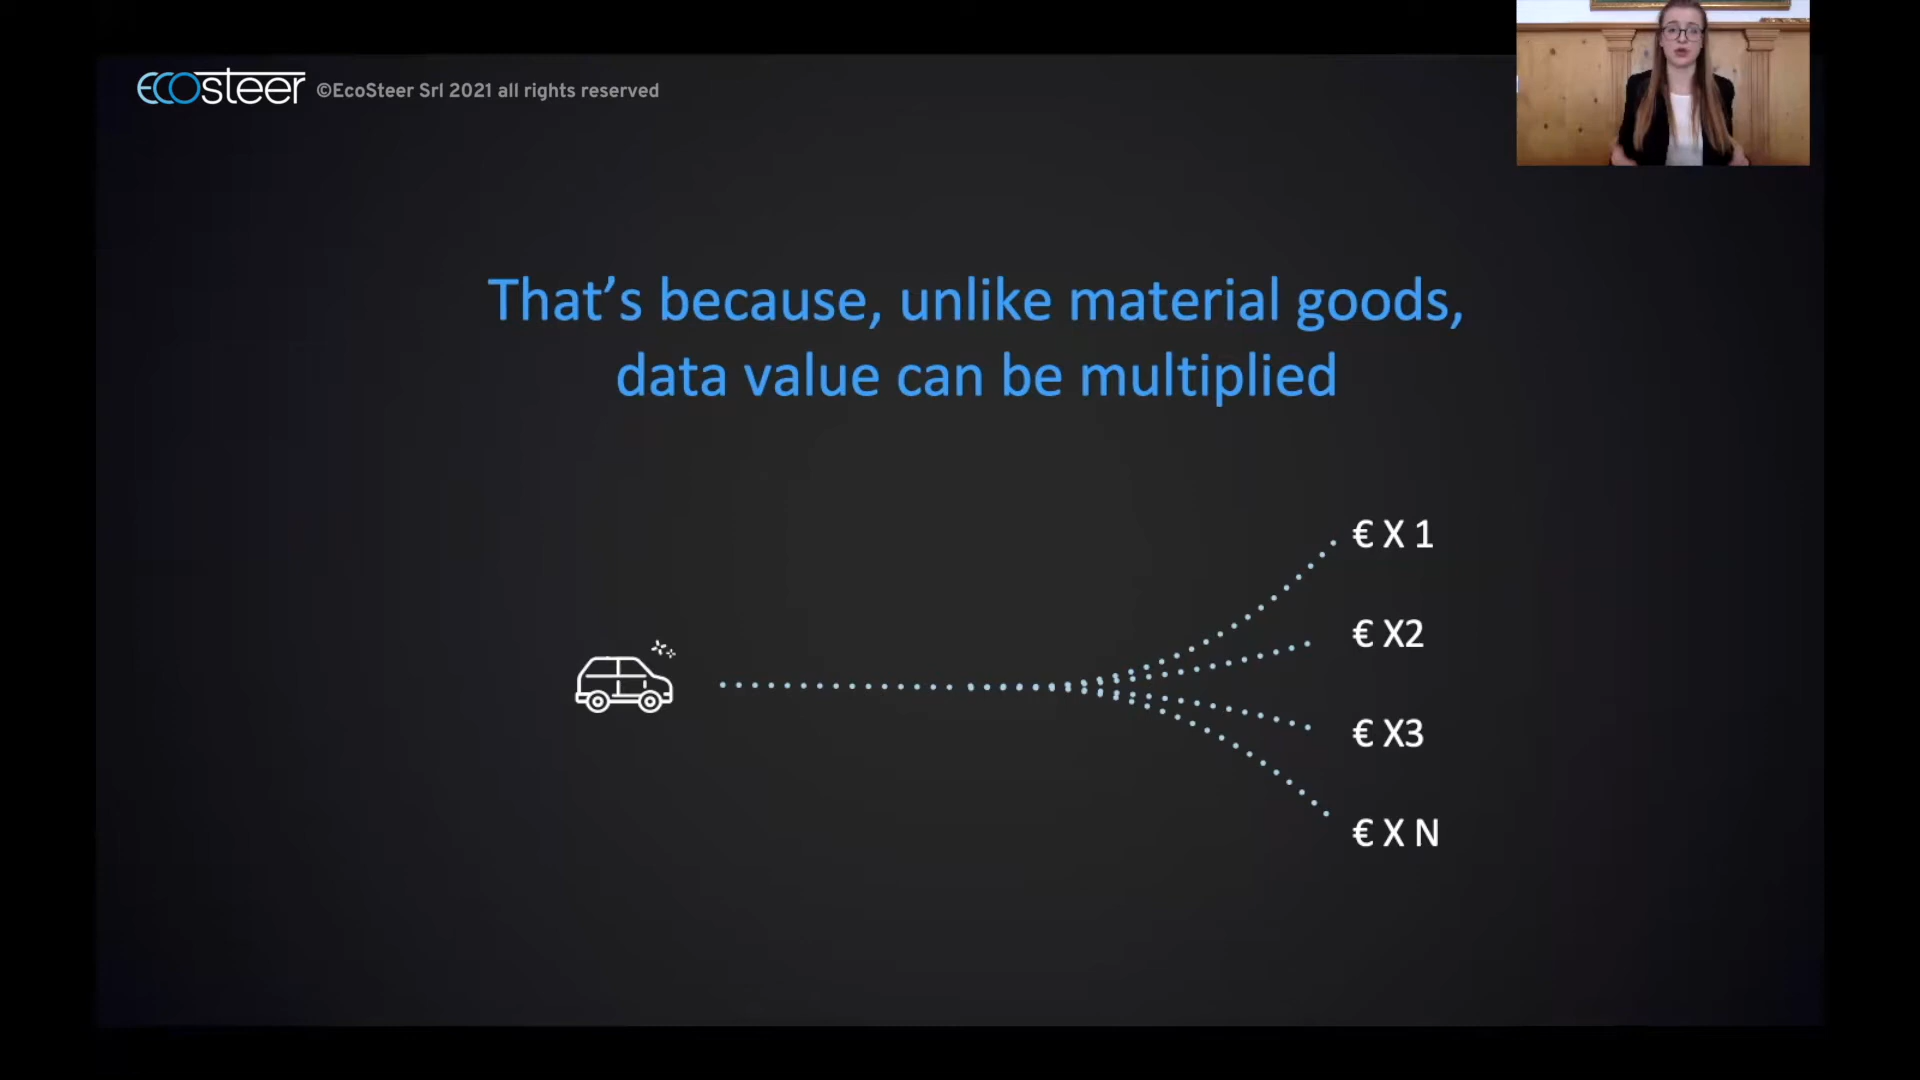 ecosteer ©EcoSteer Srl 2021 all rights reserved
That's because, unlike material goods,
data value can be multiplied
€ X 1
€ X2
€ X3
€ X N